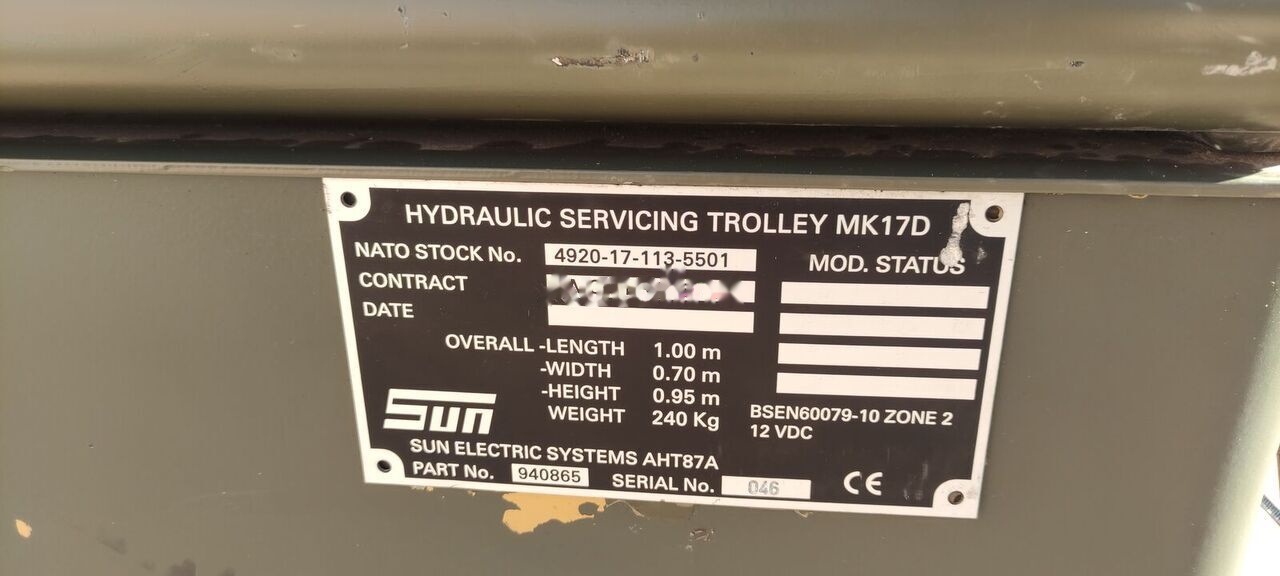 HYDRAULIC SERVICING TROLLEY MK17D
NATO STOCK No. 4920-17-113-5501
MOD. STATUS
CONTRACT
DATE
OVERALL -LENGTH 1.00 m
-WIDTH 0.70 m
-HEIGHT 0.95 m
WEIGHT 240 Kg
BSEN60079-10 ZONE 2
12 VDC
Sun
SUN ELECTRIC SYSTEMS AHT87A
PART No. 940865 SERIAL No. 046 CE